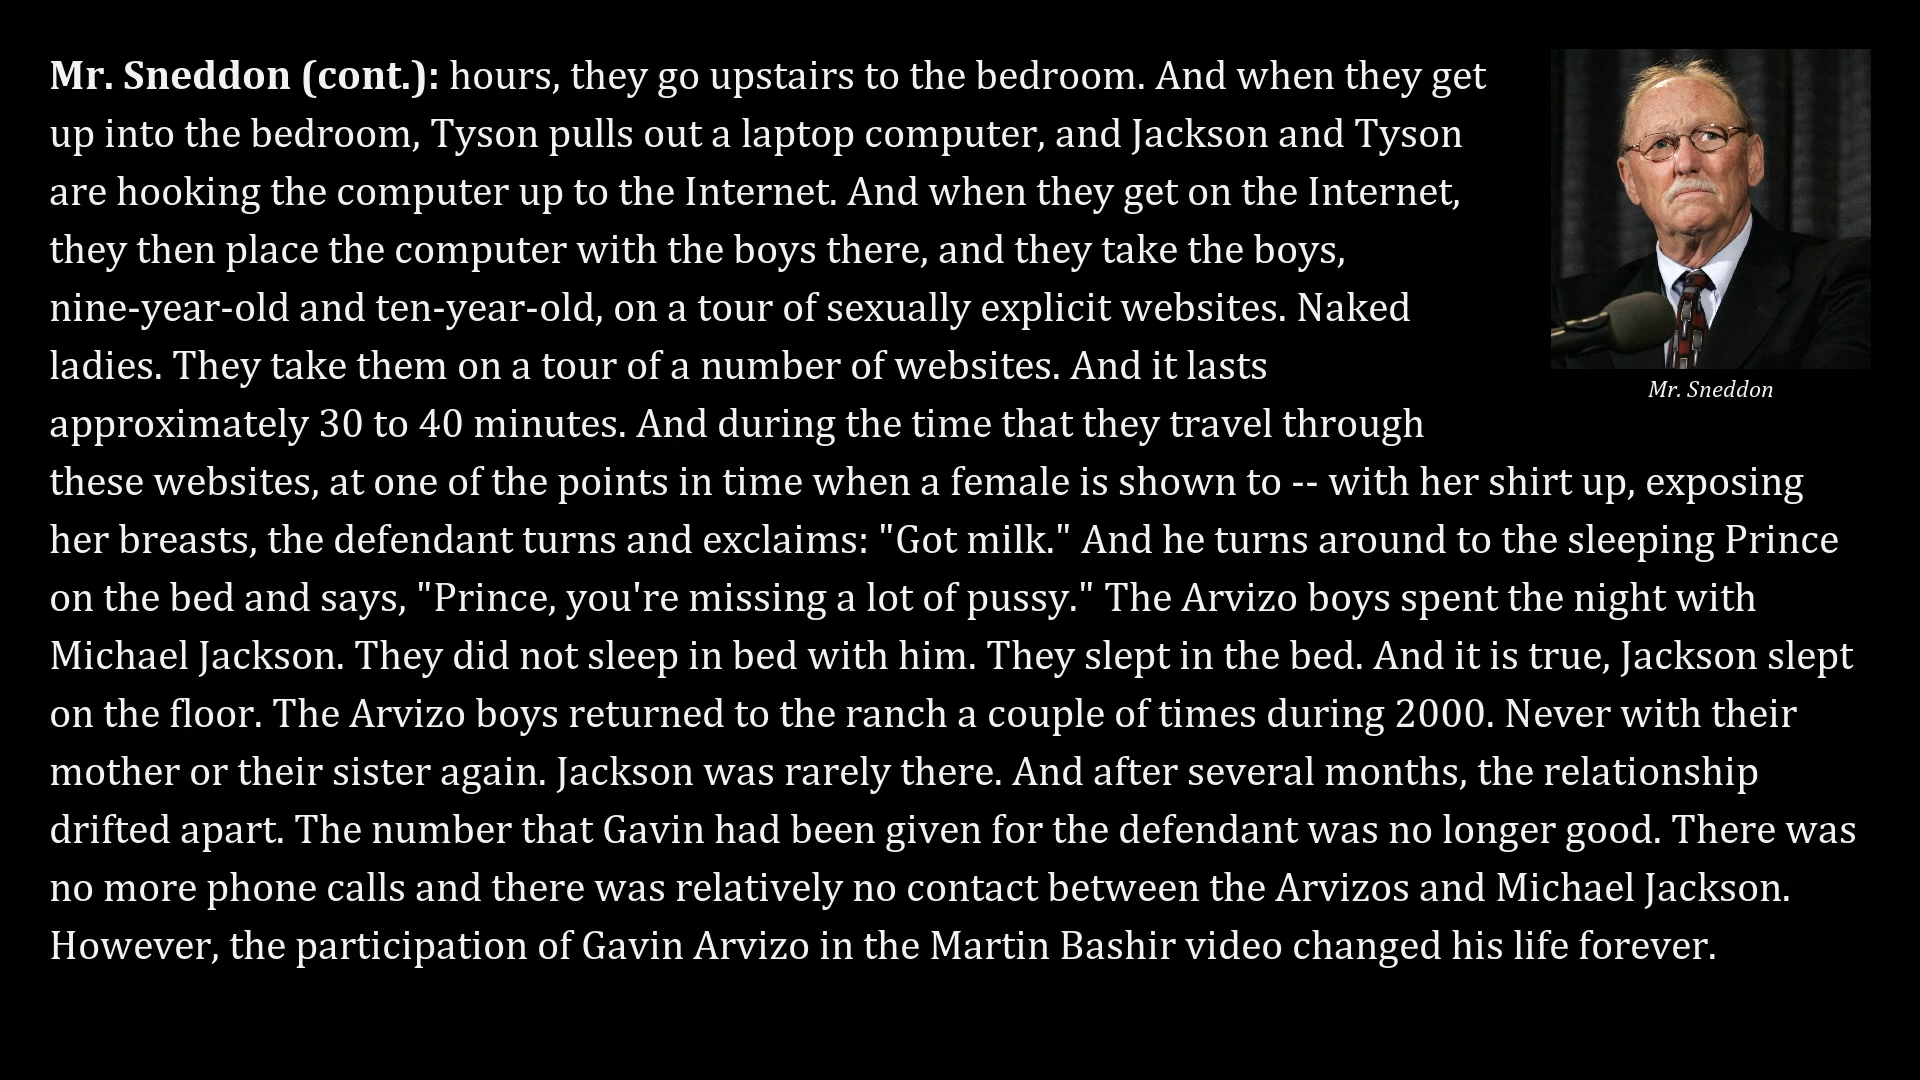 Mr. Sneddon (cont.): hours, they go upstairs to the bedroom. And when they get
up into the bedroom, Tyson pulls out a laptop computer, and Jackson and Tyson
are hooking the computer up to the Internet. And when they get on the Internet,
they then place the computer with the boys there, and they take the boys,
nine-year-old and ten-year-old, on a tour of sexually explicit websites. Naked
ladies. They take them on a tour of a number of websites. And it lasts
approximately 30 to 40 minutes. And during the time that they travel through
these websites, at one of the points in time when a female is shown to -- with her shirt up, exposing
her breasts, the defendant turns and exclaims: "Got milk." And he turns around to the sleeping Prince
on the bed and says, "Prince, you're missing a lot of pussy." The Arvizo boys spent the night with
Michael Jackson. They did not sleep in bed with him. They slept in the bed. And it is true, Jackson slept
on the floor. The Arvizo boys returned to the ranch a couple of times during 2000. Never with their
mother or their sister again. Jackson was rarely there. And after several months, the relationship
drifted apart. The number that Gavin had been given for the defendant was no longer good. There was
no more phone calls and there was relatively no contact between the Arvizos and Michael Jackson.
However, the participation of Gavin Arvizo in the Martin Bashir video changed his life forever.
Mr. Sneddon